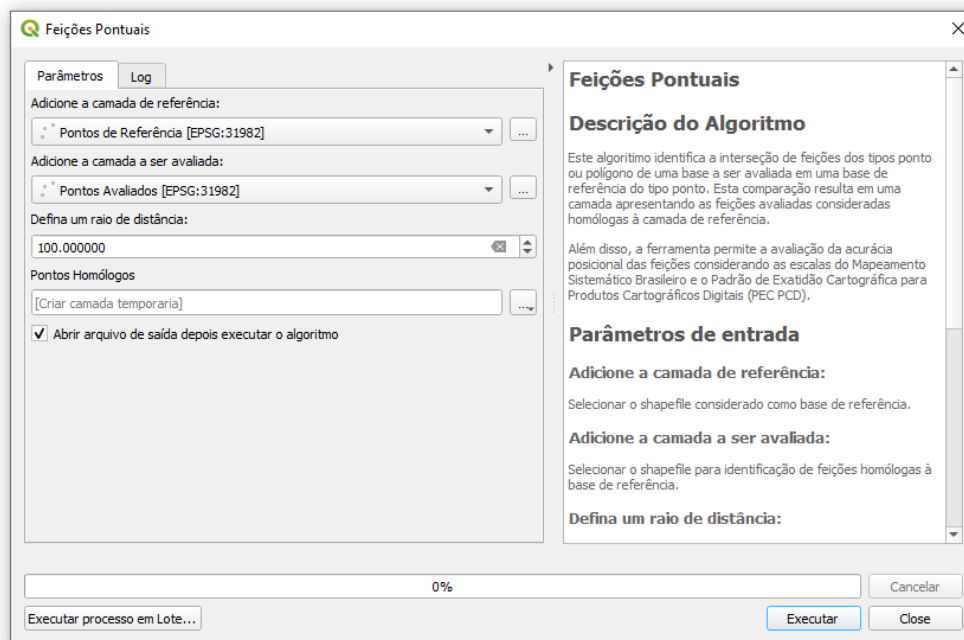 Feições Pontuais
Parâmetros
Log
Adicione a camada de referência:
Pontos de Referência [EPSG:31982]
...
Adicione a camada a ser avaliada:
Pontos Avaliados [EPSG:31982]
...
Defina um raio de distância:
100.000000
Pontos Homólogos
[Criar camada temporaria]
...
Abrir arquivo de saída depois executar o algoritmo
Feições Pontuais
Descrição do Algoritmo
Este algoritimo identifica a interseção de feições dos tipos ponto
ou polígono de uma base a ser avaliada em uma base de
referência do tipo ponto. Esta comparação resulta em uma
camada apresentando as feições avaliadas consideradas
homólogas à camada de referência.
Além disso, a ferramenta permite a avaliação da acurácia
posicional das feições considerando as escalas do Mapeamento
Sistemático Brasileiro e o Padrão de Exatidão Cartográfica para
Produtos Cartográficos Digitais (PEC PCD).
Parâmetros de entrada
Adicione a camada de referência:
Selecionar o shapefile considerado como base de referência.
Adicione a camada a ser avaliada:
Selecionar o shapefile para identificação de feições homólogas à
base de referência.
Defina um raio de distância:
0%
Cancelar
Executar processo em Lote...
Executar
Close